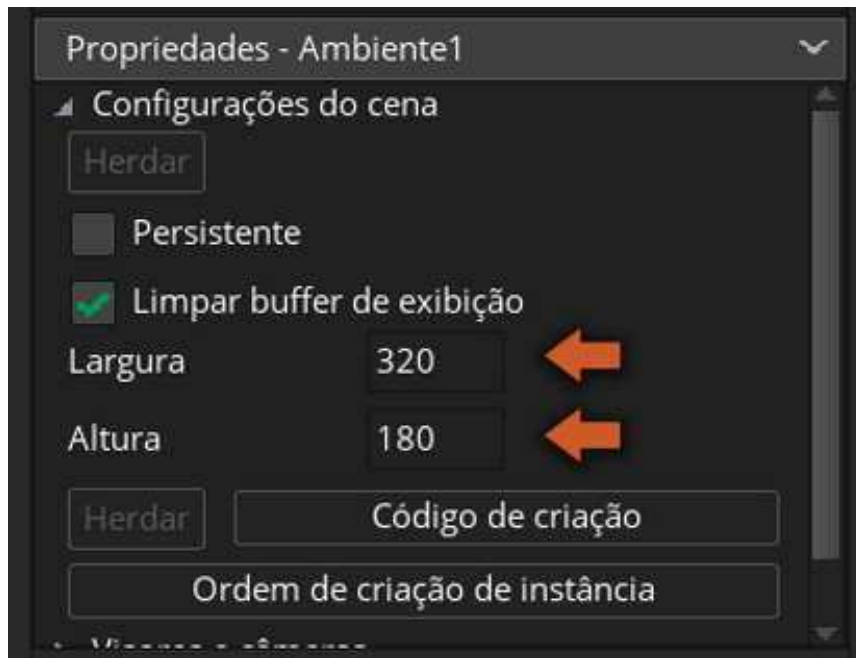 Propriedades - Ambiente1
Configurações do cena
Herdar
Persistente
Limpar buffer de exibição
Largura 320
Altura 180
Herdar Código de criação
Ordem de criação de instância